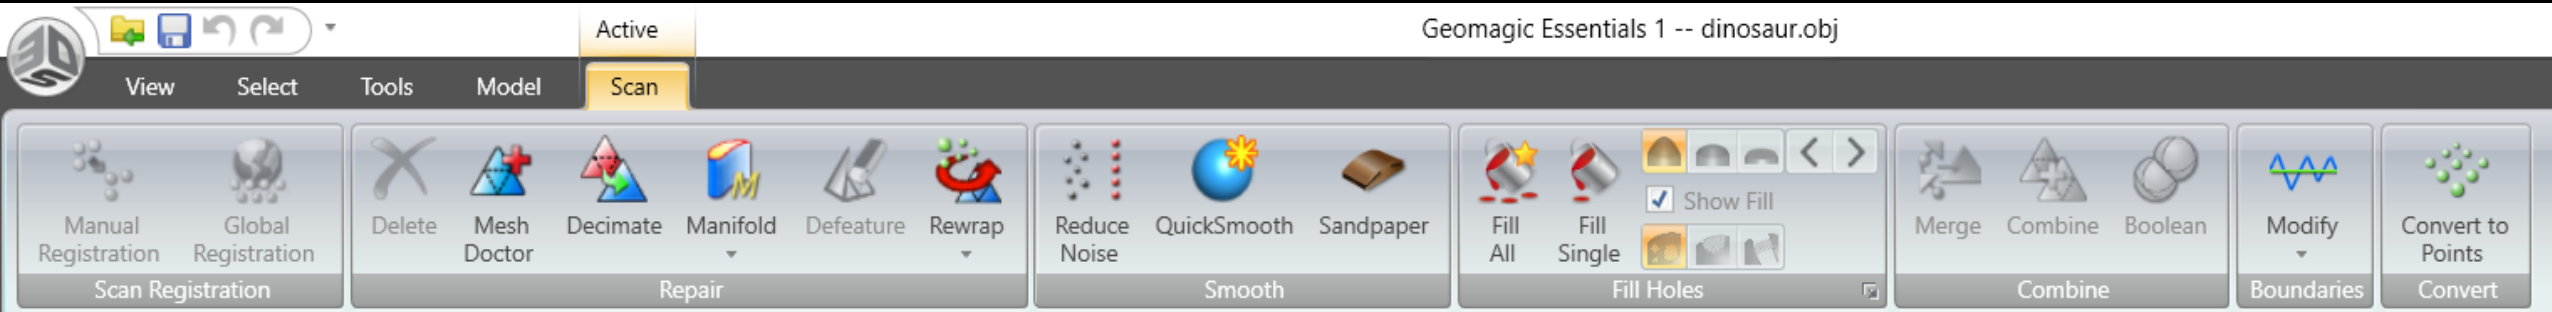 Active
Geomagic Essentials 1 -- dinosaur.obj
3DS
View Select Tools Model Scan
Manual Registration
Global Registration
Delete
Mesh Doctor
Decimate
Manifold
M
Defeature
Rewrap
Reduce Noise
QuickSmooth
Sandpaper
Fill All
Fill Single
Show Fill
Merge
Combine
Boolean
Modify
Convert to Points
Scan Registration
Repair
Smooth
Fill Holes
Combine
Boundaries
Convert